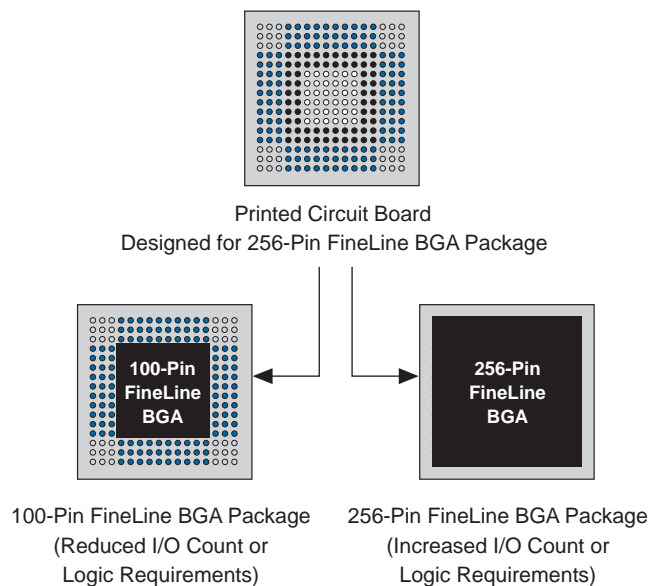 Printed Circuit Board
Designed for 256-Pin FineLine BGA Package
100-Pin
FineLine
BGA
256-Pin
FineLine
BGA
100-Pin FineLine BGA Package
(Reduced I/O Count or
Logic Requirements)
256-Pin FineLine BGA Package
(Increased I/O Count or
Logic Requirements)